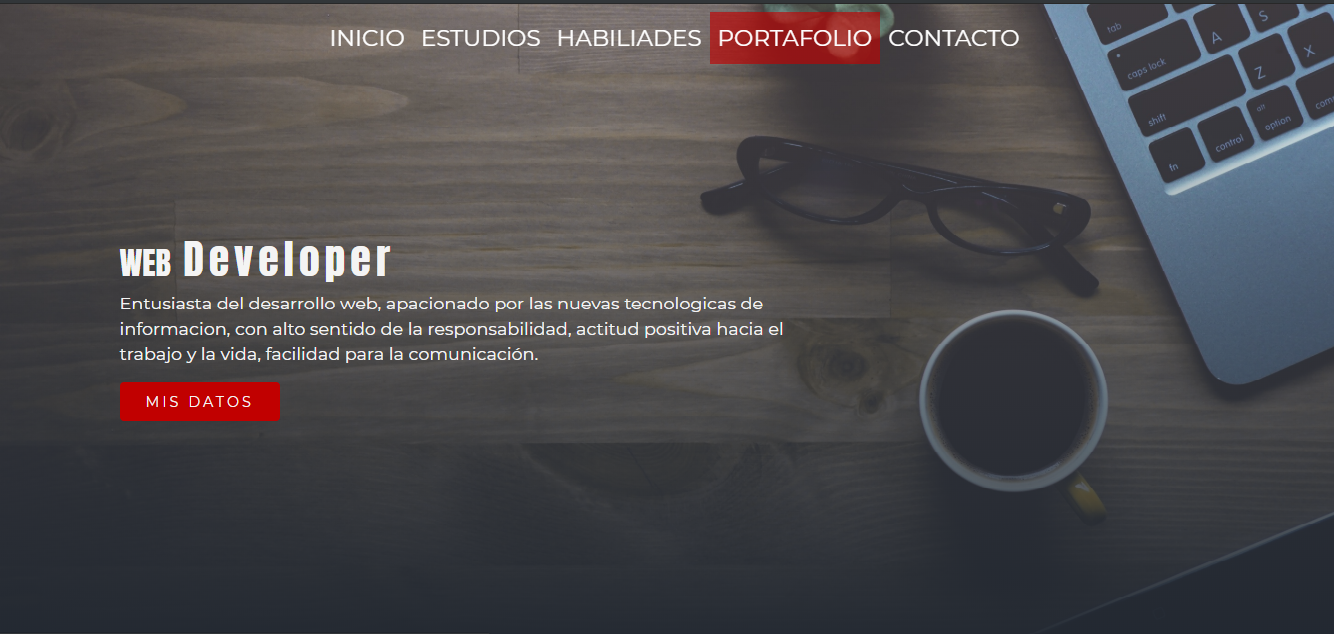 INICIO ESTUDIOS HABILIADES PORTAFOLIO CONTACTO
tab
S
caps lock A
Z X
shift
alt
fn control option
WEB Developer
Entusiasta del desarrollo web, apacionado por las nuevas tecnologicas de
informacion, con alto sentido de la responsabilidad, actitud positiva hacia el
trabajo y la vida, facilidad para la comunicación.
MIS DATOS